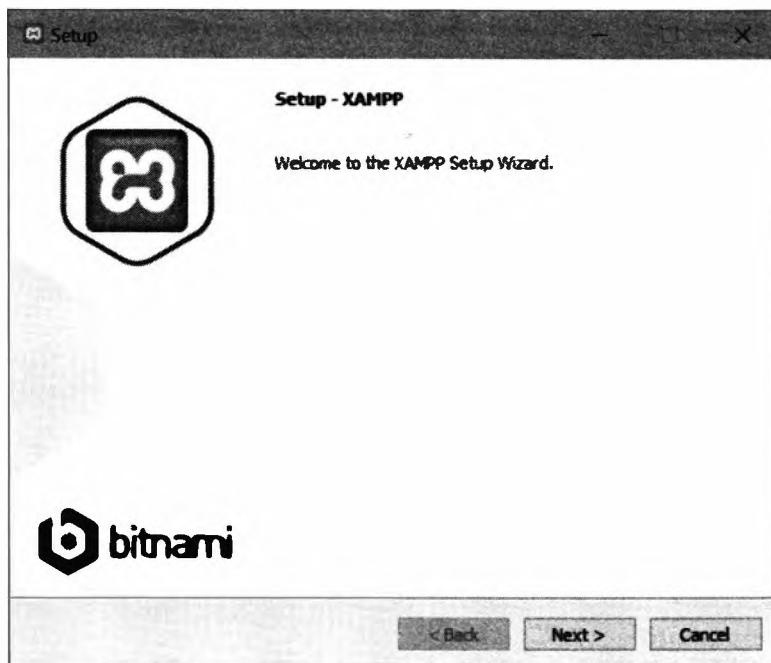 Setup
Setup - XAMPP
Welcome to the XAMPP Setup Wizard.
bitnami
< Back
Next >
Cancel